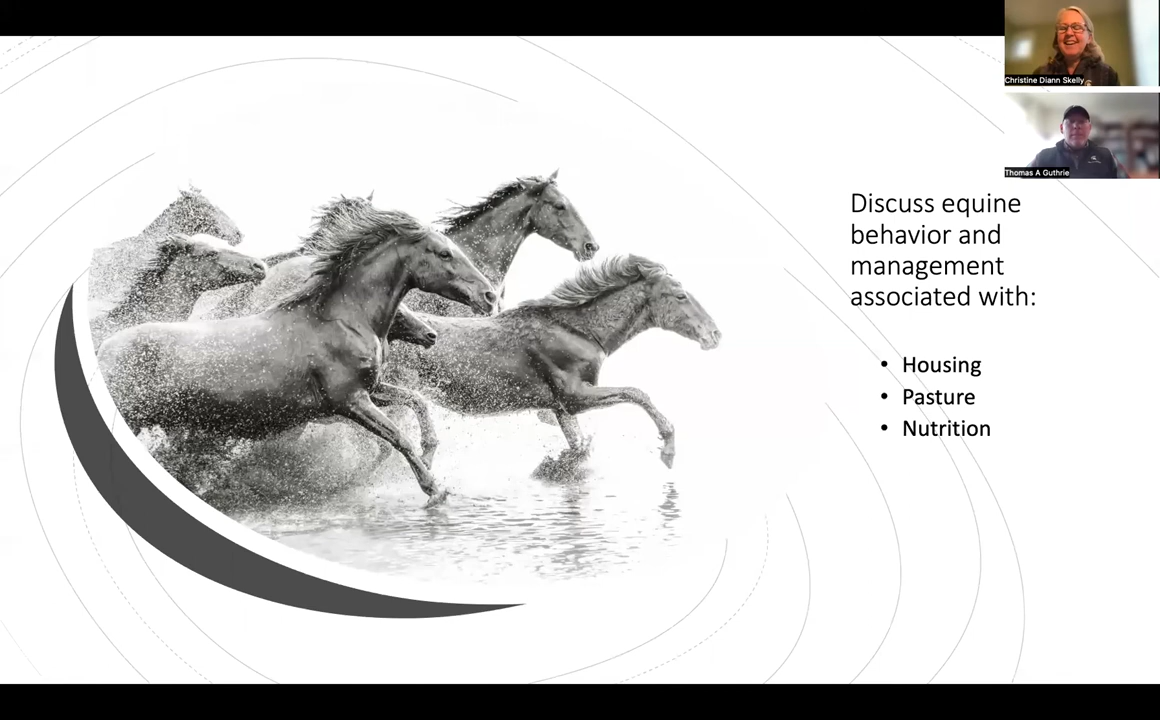 Christine Diann Skelly
Thomas A Guthrie
Discuss equine
behavior and
management
associated with:
• Housing
• Pasture
• Nutrition